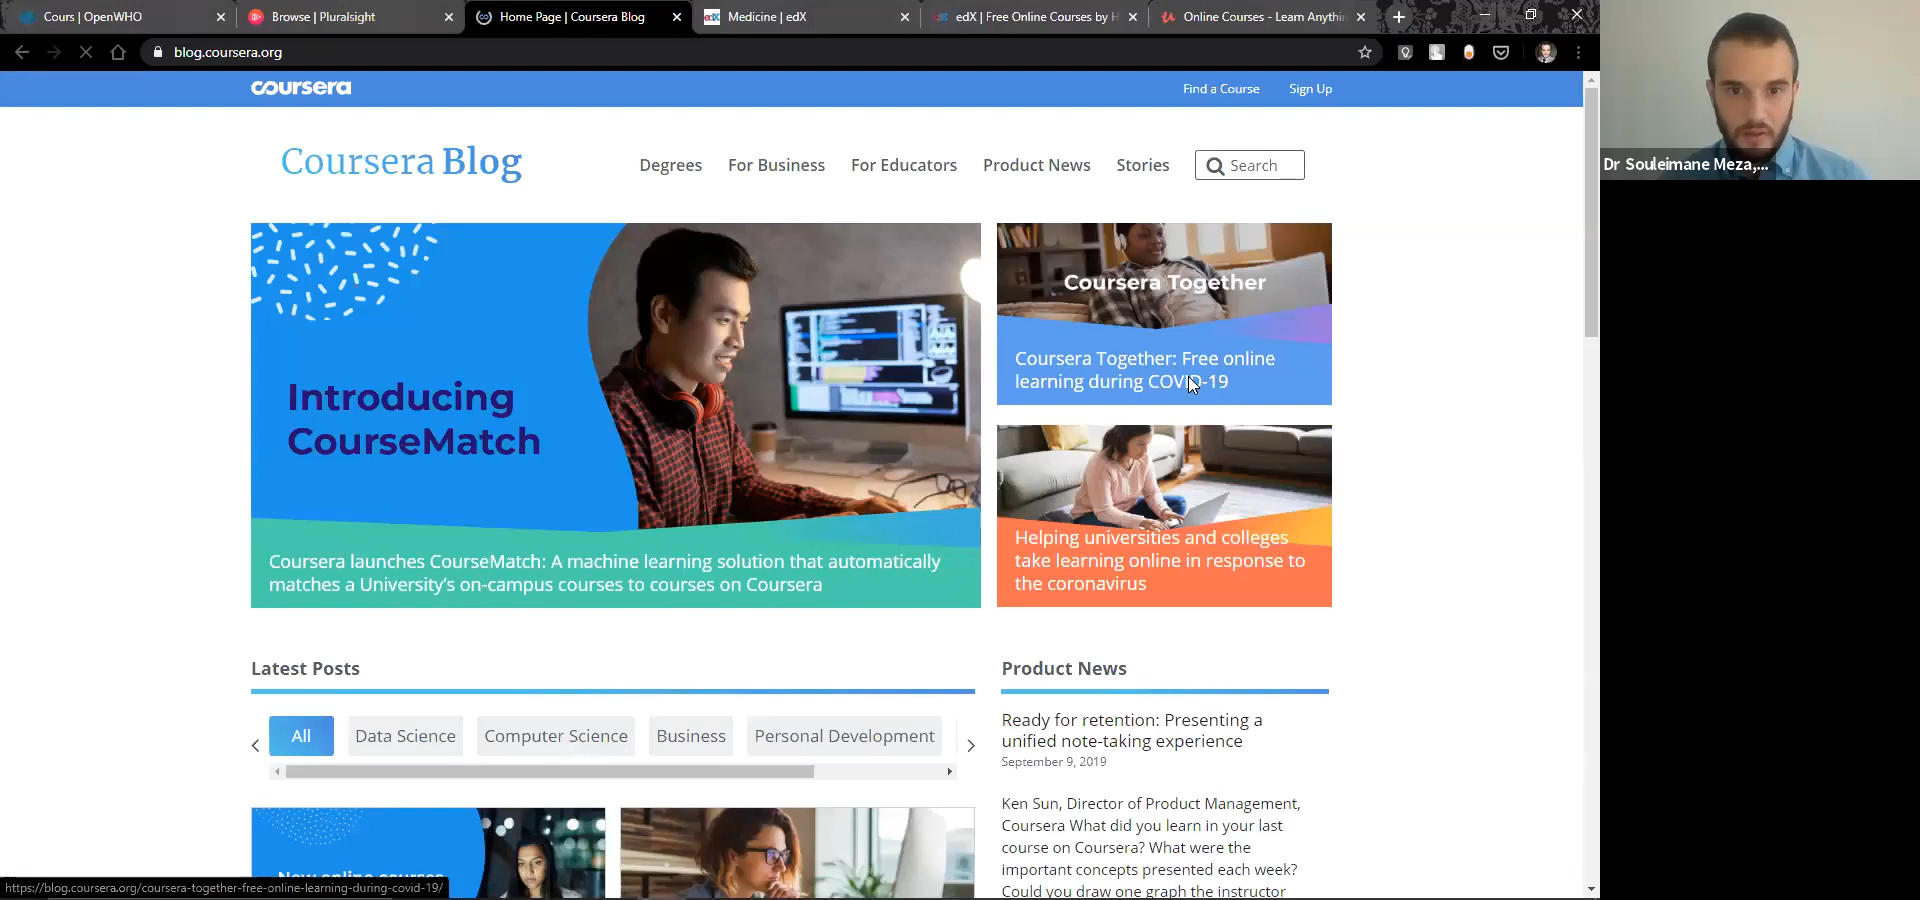 Cours | OpenWHO
Browse | Pluralsight
Home Page | Coursera Blog
Medicine | edX
edX | Free Online Courses by H
Online Courses - Learn Anythin
blog.coursera.org
coursera
Find a Course
Sign Up
Coursera Blog
Degrees
For Business
For Educators
Product News
Stories
Search
Dr Souleimane Meza,...
Introducing
CourseMatch
Coursera launches CourseMatch: A machine learning solution that automatically
matches a University's on-campus courses to courses on Coursera
Coursera Together
Coursera Together: Free online
learning during COVID-19
Helping universities and colleges
take learning online in response to
the coronavirus
Latest Posts
All
Data Science
Computer Science
Business
Personal Development
Product News
Ready for retention: Presenting a
unified note-taking experience
September 9, 2019
Ken Sun, Director of Product Management,
Coursera What did you learn in your last
course on Coursera? What were the
important concepts presented each week?
Could you draw one graph the instructor
New online courses
https://blog.coursera.org/coursera-together-free-online-learning-during-covid-19/